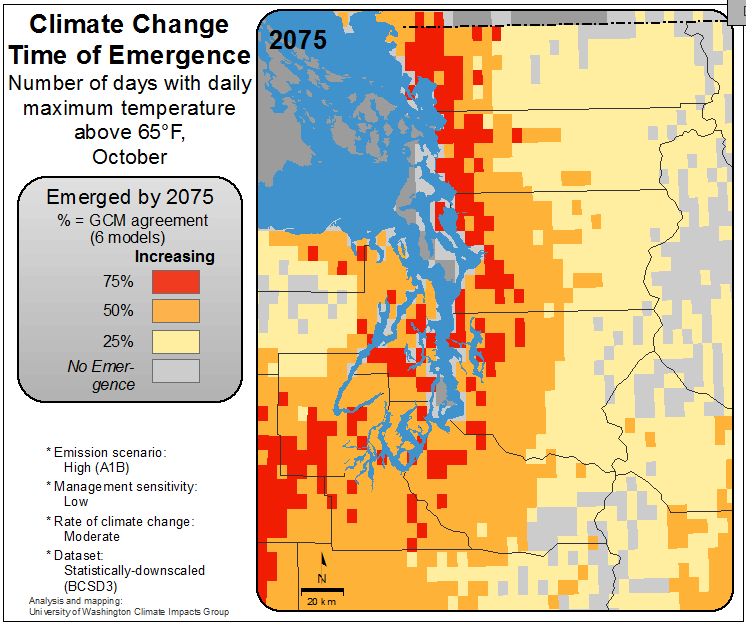 Climate Change
Time of Emergence
Number of days with daily
maximum temperature
above 65°F,
October
2075
Emerged by 2075
% = GCM agreement
(6 models)
Increasing
75%
50%
25%
No Emer-
gence
* Emission scenario:
High (A1B)
* Management sensitivity:
Low
* Rate of climate change:
Moderate
* Dataset:
Statistically-downscaled
(BCSD3)
Analysis and mapping:
University of Washington Climate Impacts Group
N
20 km